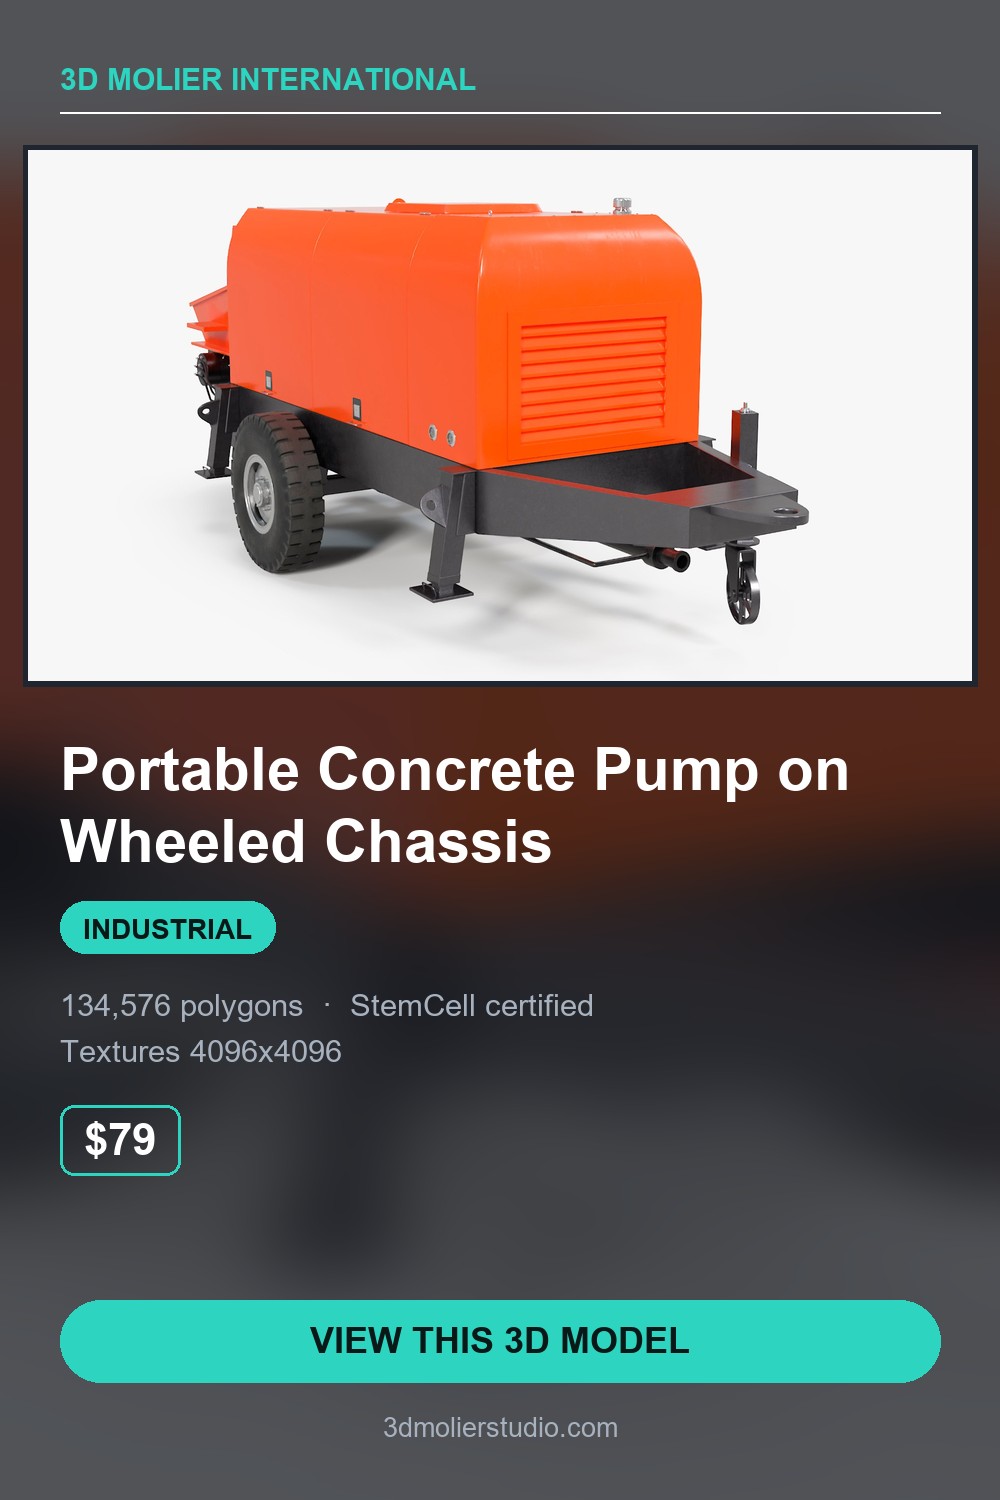 3D MOLIER INTERNATIONAL
Portable Concrete Pump on
Wheeled Chassis
INDUSTRIAL
134,576 polygons · StemCell certified
Textures 4096x4096
$79
VIEW THIS 3D MODEL
3dmolierstudio.com